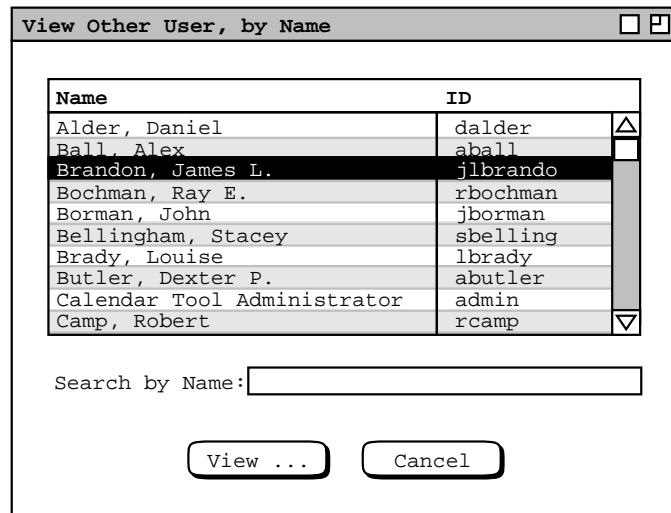 View Other User, by Name
Name ID
Alder, Daniel dalder
Ball, Alex aball
Brandon, James L. jlbrando
Bochman, Ray E. rbochman
Borman, John jborman
Bellingham, Stacey sbelling
Brady, Louise lbrady
Butler, Dexter P. abutler
Calendar Tool Administrator admin
Camp, Robert rcamp
Search by Name:
View ... Cancel